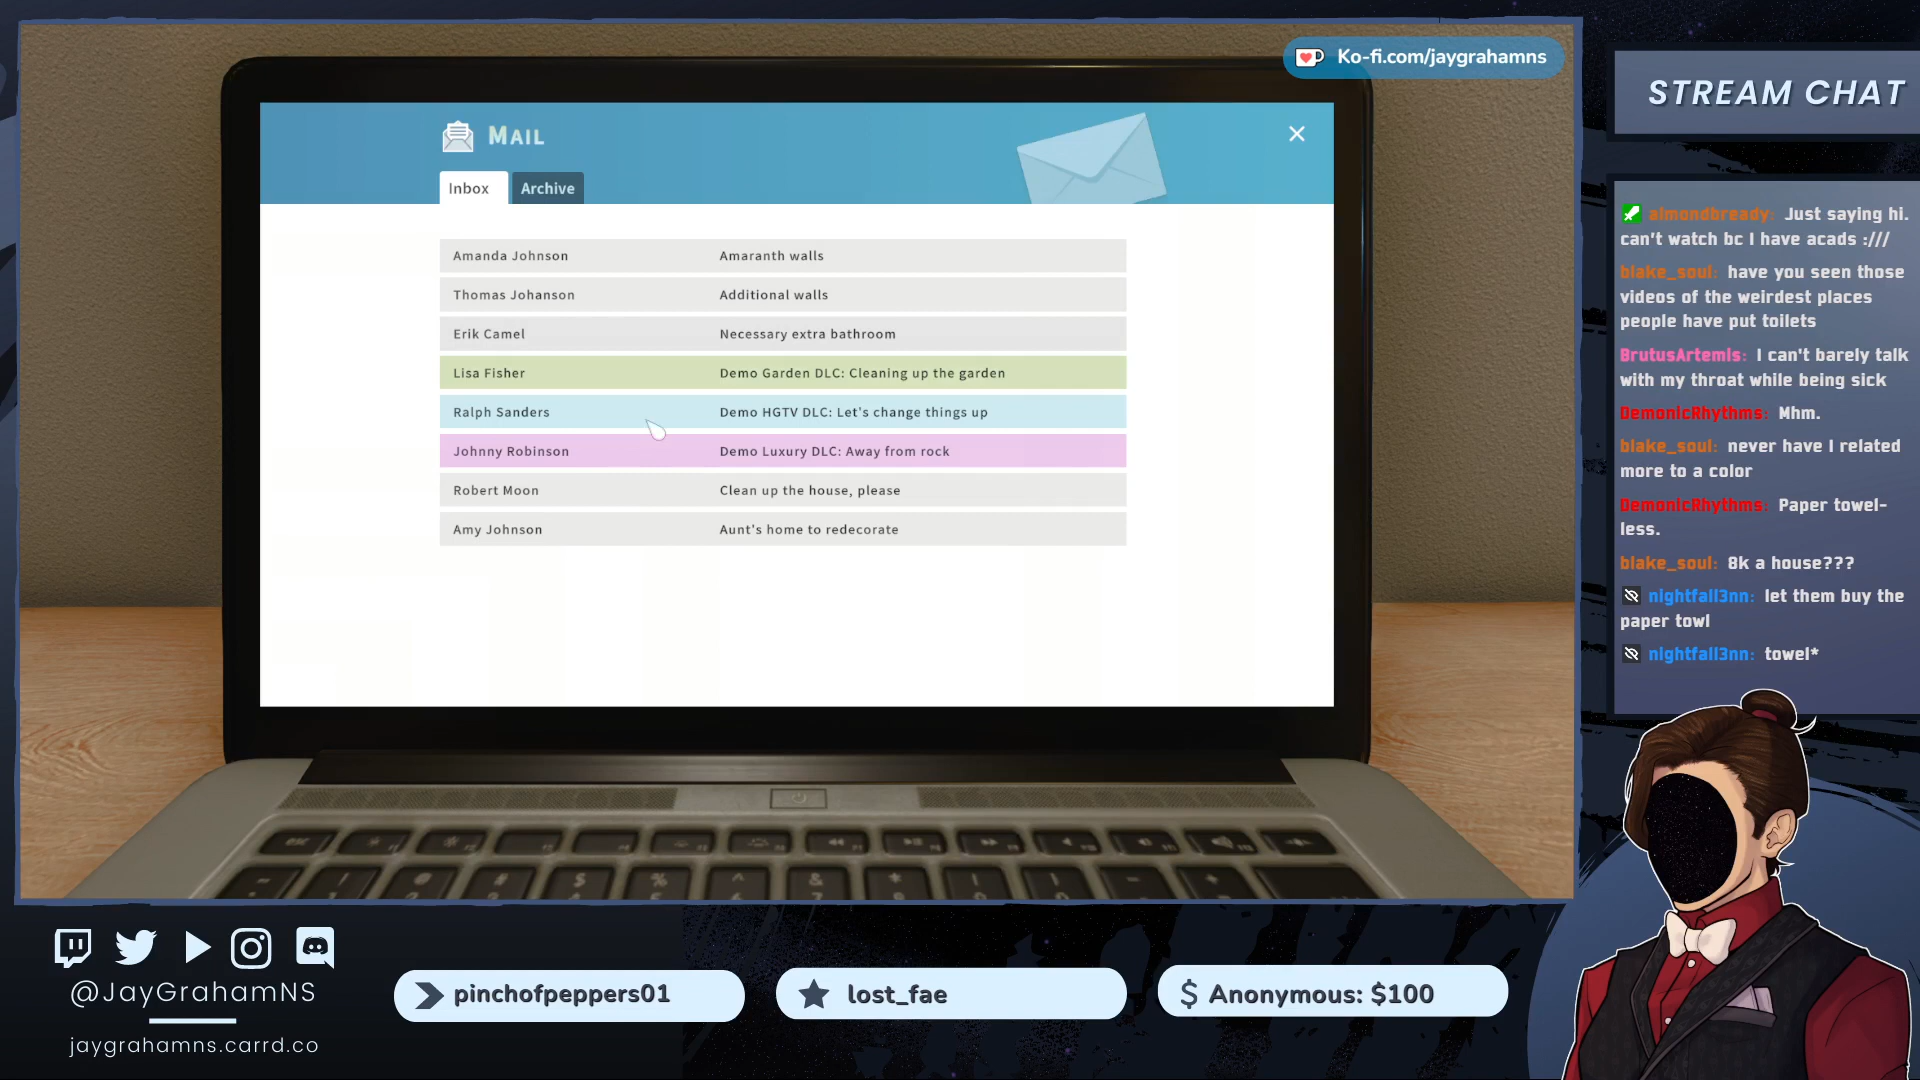 Ko-fi.com/jaygrahamns
STREAM CHAT
MAIL
Inbox
Archive
Amanda Johnson Amaranth walls
Thomas Johanson Additional walls
Erik Camel Necessary extra bathroom
Lisa Fisher Demo Garden DLC: Cleaning up the garden
Ralph Sanders Demo HGTV DLC: Let's change things up
Johnny Robinson Demo Luxury DLC: Away from rock
Robert Moon Clean up the house, please
Amy Johnson Aunt's home to redecorate
almondbready: Just saying hi.
can't watch bc I have acads :///
blake_soul: have you seen those
videos of the weirdest places
people have put toilets
BrutusArtemis: I can't barely talk
with my throat while being sick
DemonicRhythms: Mhm.
blake_soul: never have I related
more to a color
DemonicRhythms: Paper towel-
less.
blake_soul: 8k a house???
nightfall3nn: let them buy the
paper towl
nightfall3nn: towel*
@JayGrahamNS
jaygrahamns.carrd.co
pinchofpeppers01
lost_fae
$ Anonymous: $100